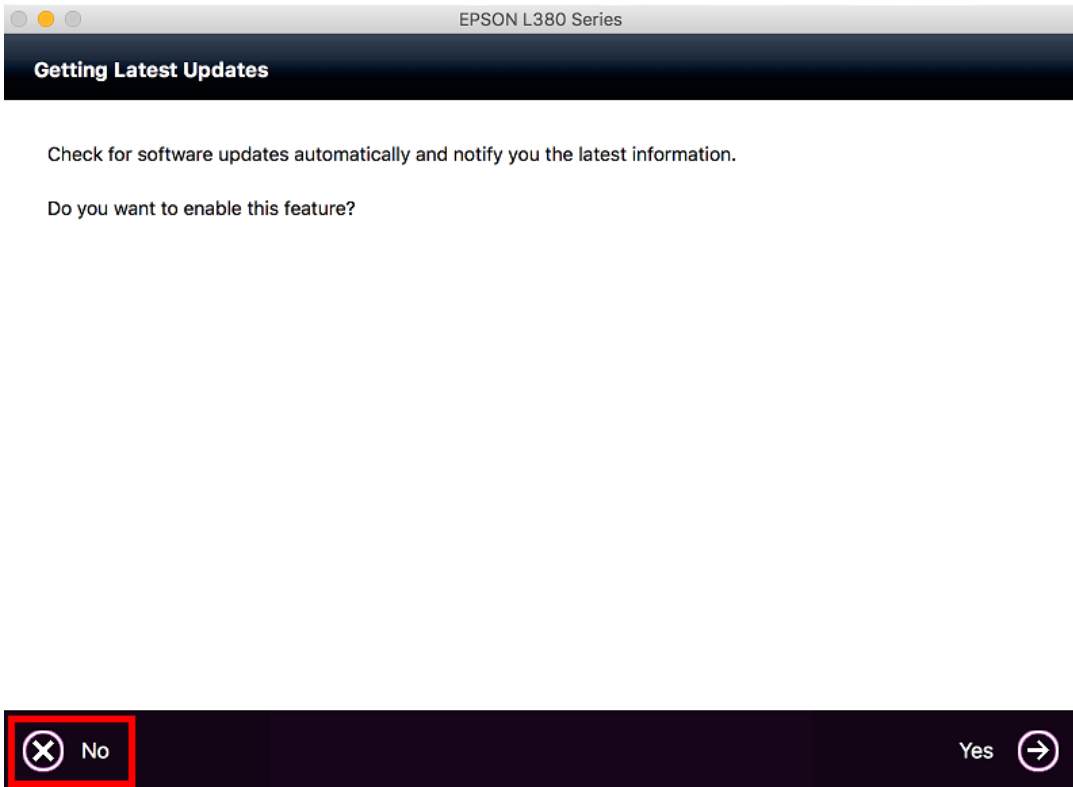 EPSON L380 Series
Getting Latest Updates
Check for software updates automatically and notify you the latest information.
Do you want to enable this feature?
No
Yes